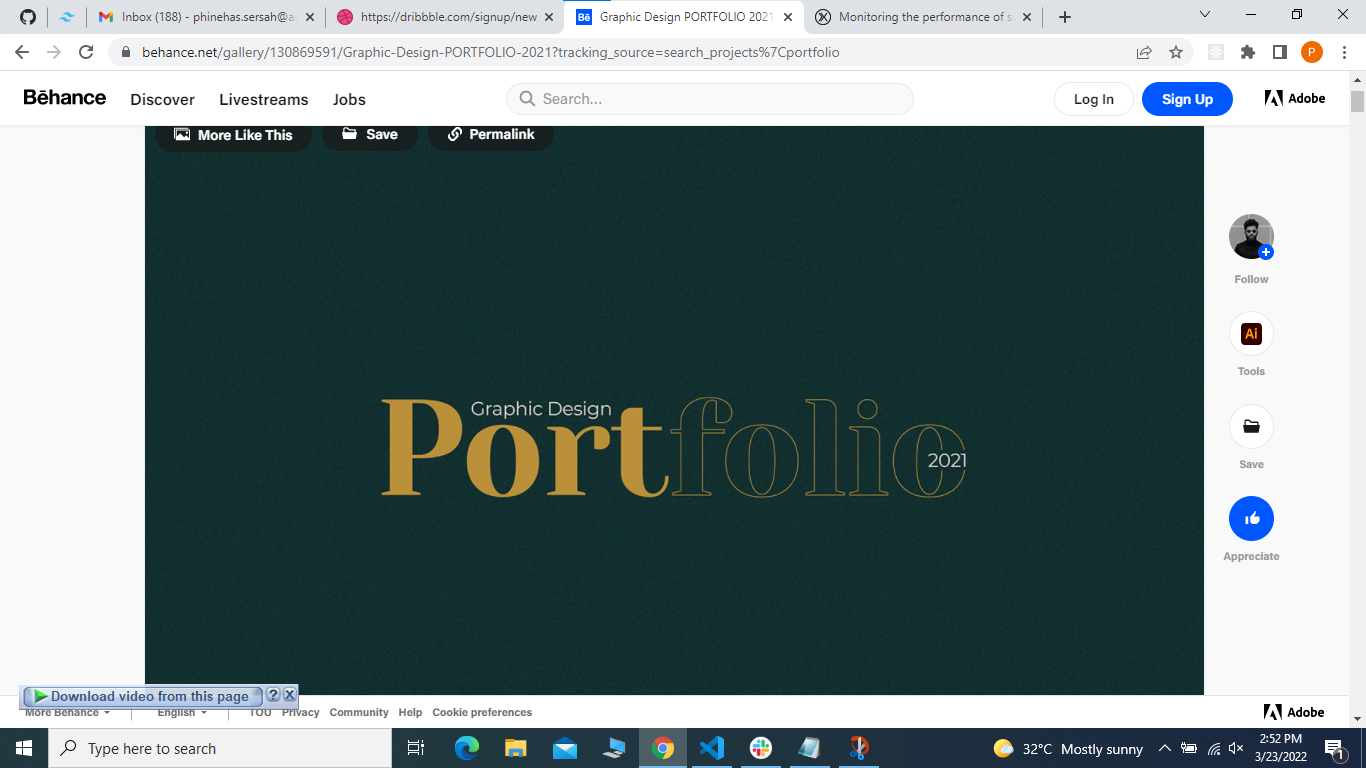 Inbox (188) - phinehas.sersah@a
https://dribbble.com/signup/new
Bē Graphic Design PORTFOLIO 2021
Monitoring the performance of s
behance.net/gallery/130869591/Graphic-Design-PORTFOLIO-2021?tracking_source=search_projects%7Cportfolio
P
Bēhance Discover Livestreams Jobs Search... Log In Sign Up Adobe
More Like This Save Permalink
Follow
Ai
Tools
Graphic Design
Portfolio
2021
Save
Appreciate
Download video from this page ? X
More Behance English TOU Privacy Community Help Cookie preferences Adobe
Type here to search
32°C Mostly sunny
2:52 PM
3/23/2022
1